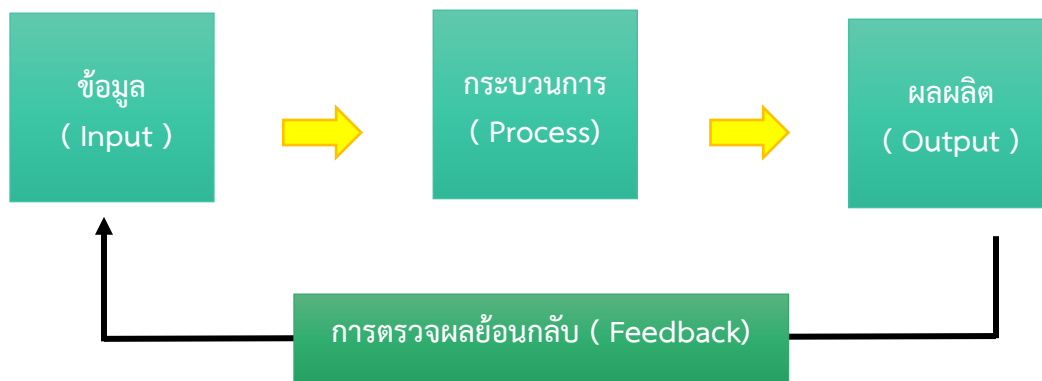 ข้อมูล
( Input )
กระบวนการ
( Process)
ผลผลิต
( Output )
การตรวจผลย้อนกลับ ( Feedback)